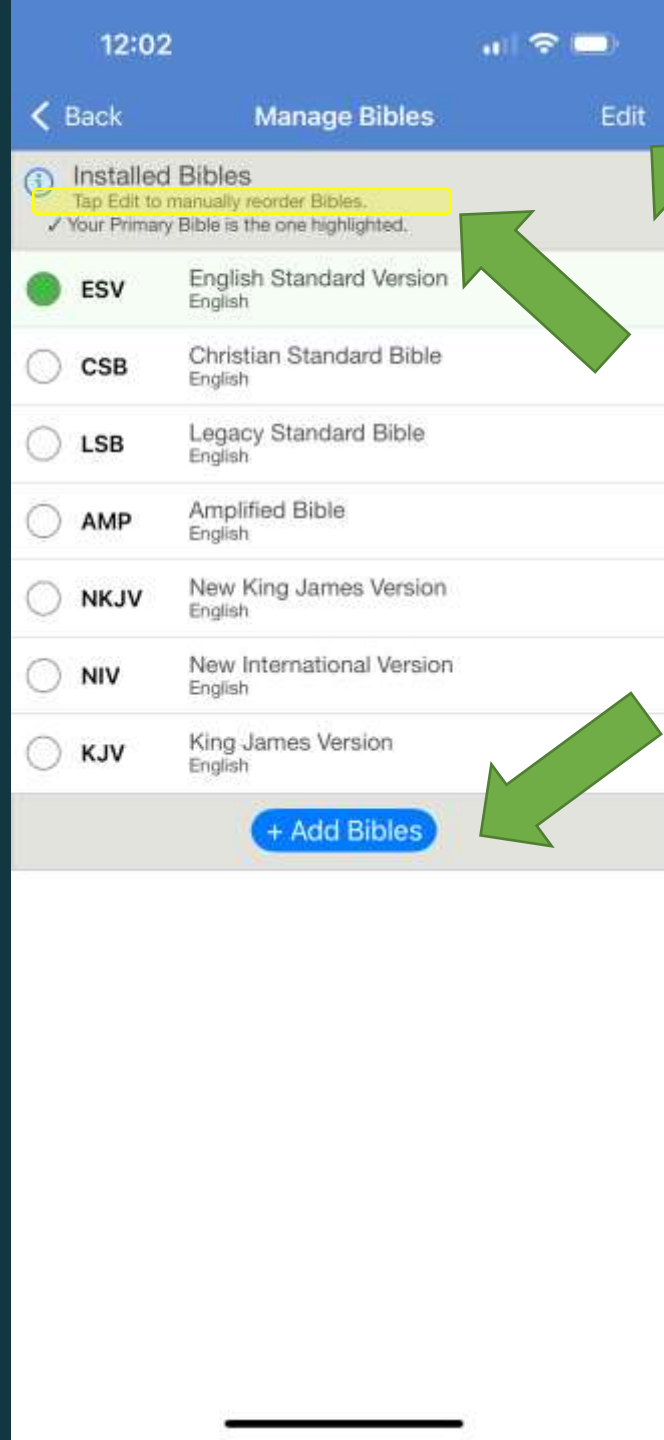 12:02
Back Manage Bibles Edit
Installed Bibles
Tap Edit to manually reorder Bibles.
✓ Your Primary Bible is the one highlighted.
ESV English Standard Version
English
CSB Christian Standard Bible
English
LSB Legacy Standard Bible
English
AMP Amplified Bible
English
NKJV New King James Version
English
NIV New International Version
English
KJV King James Version
English
+ Add Bibles